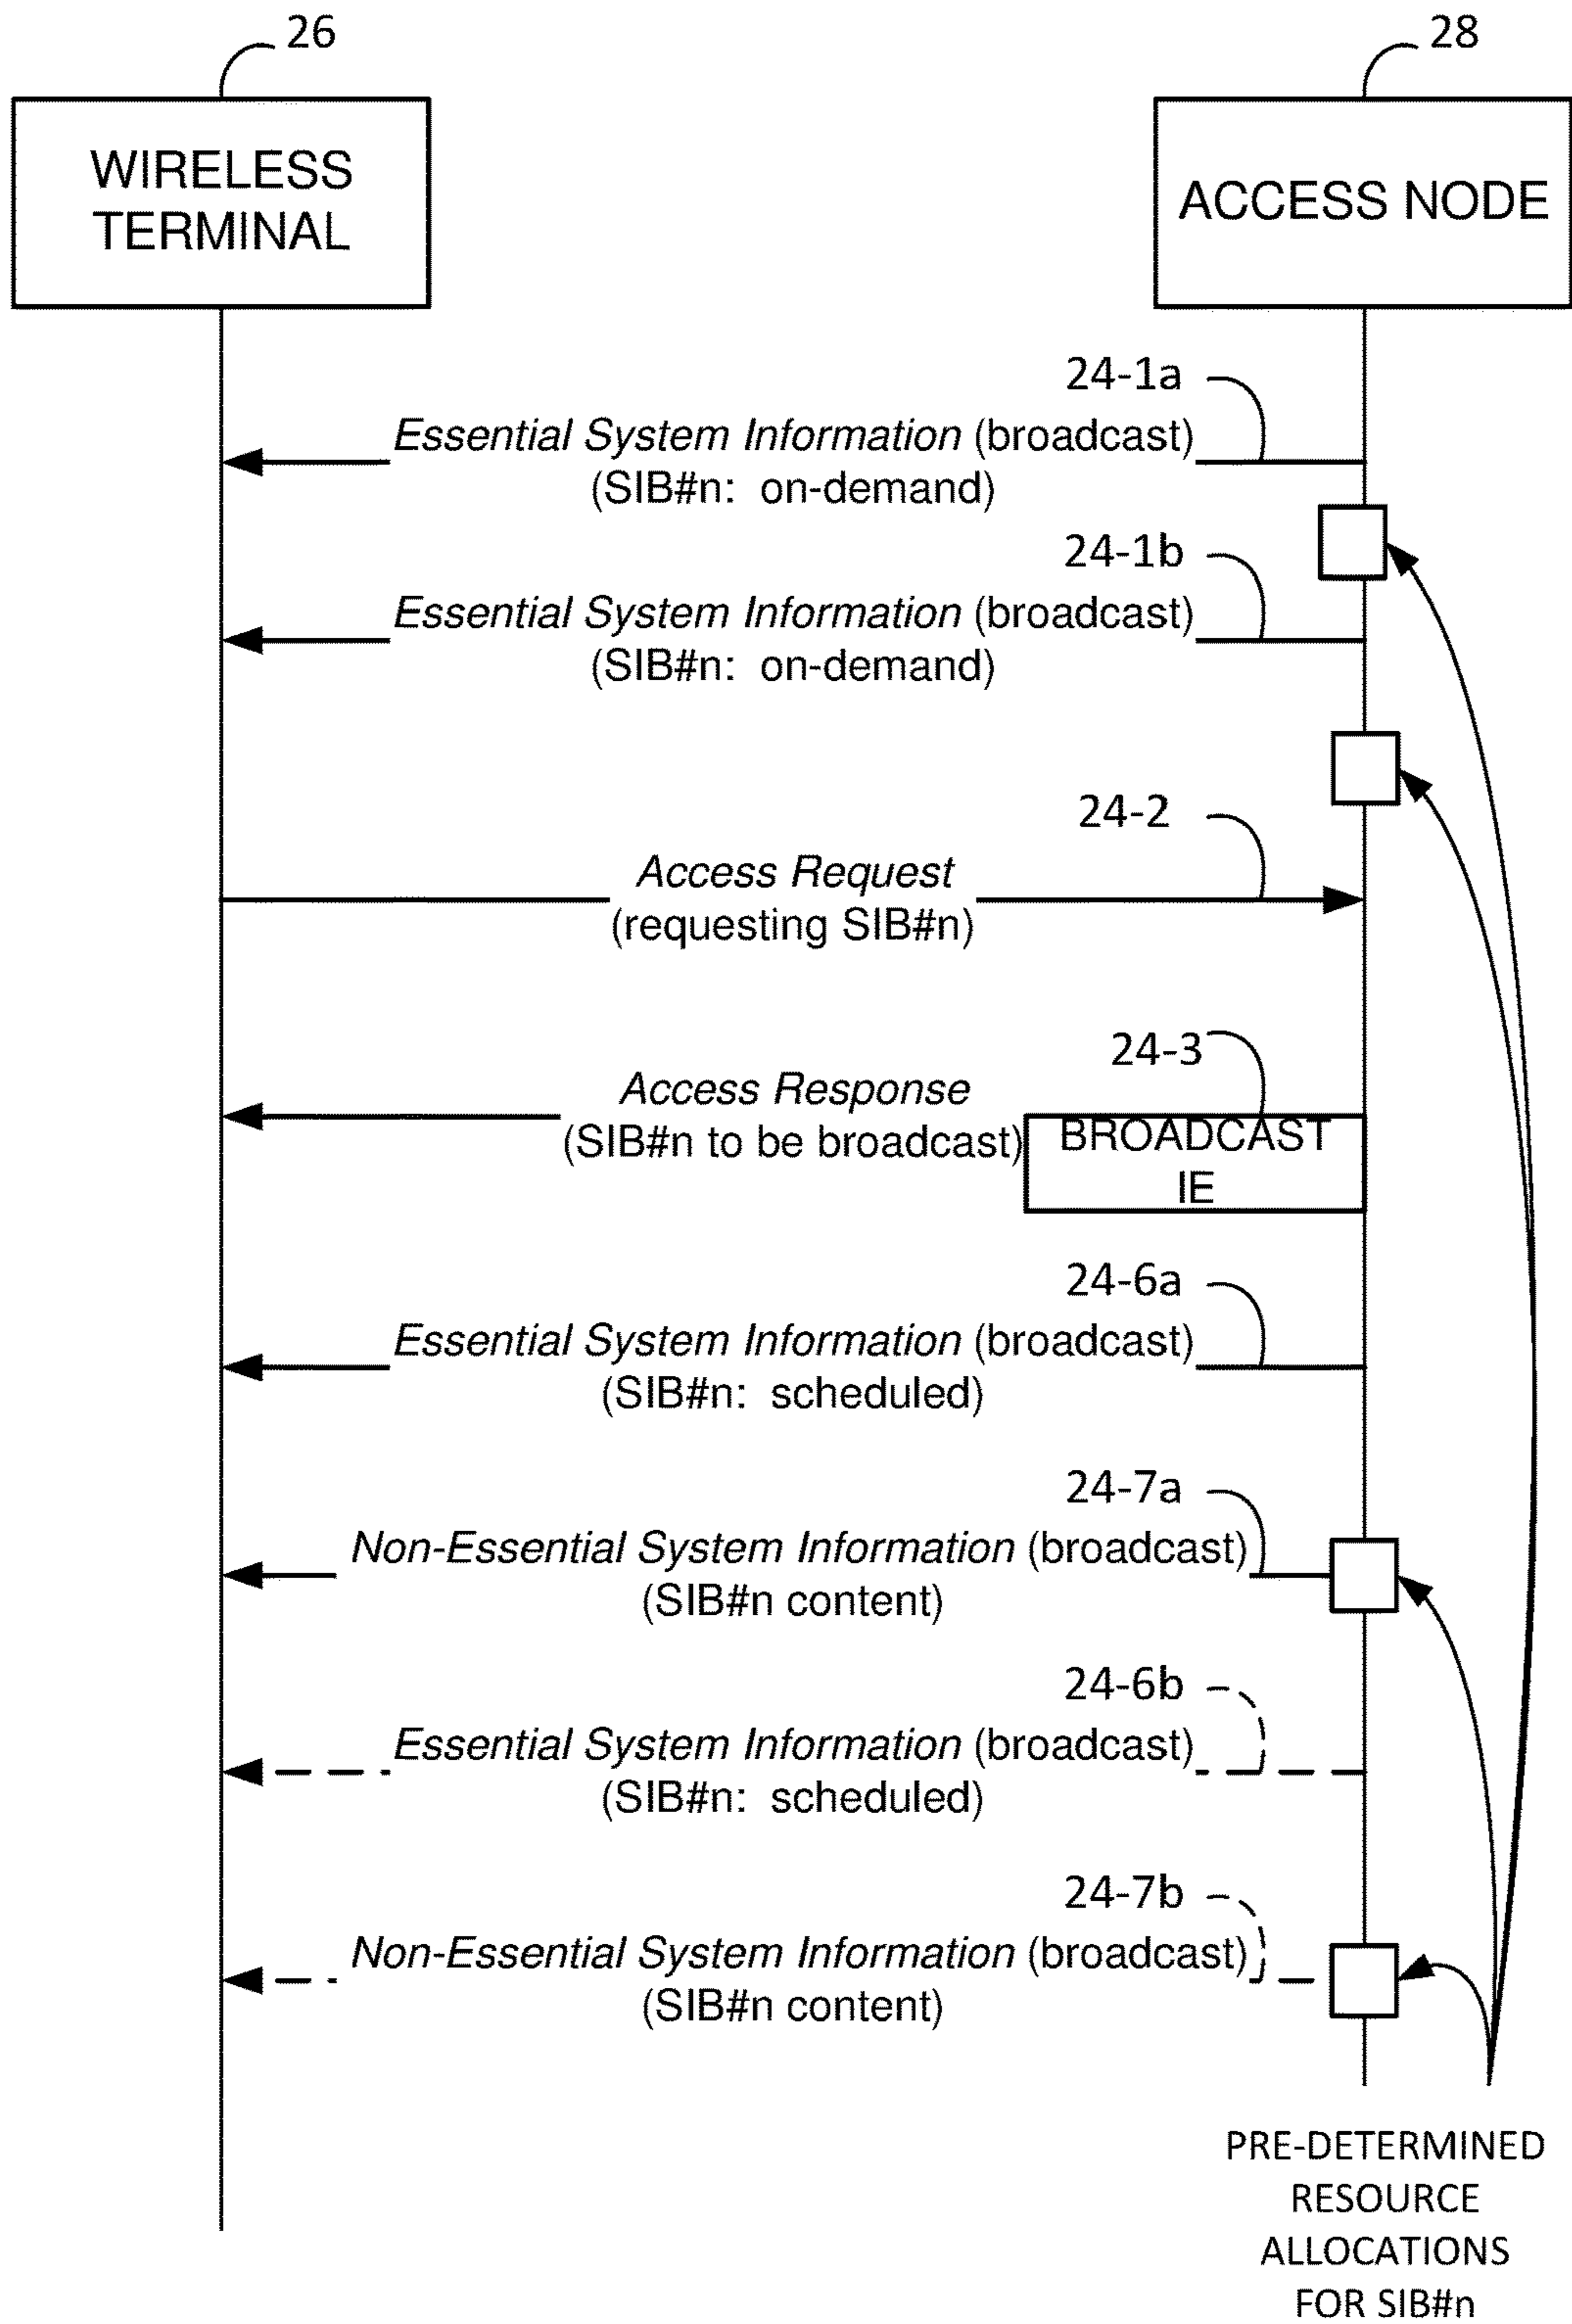 26
28
WIRELESS
TERMINAL
ACCESS NODE
24-1a
Essential System Information (broadcast)
(SIB#n: on-demand)
24-1b
Essential System Information (broadcast)
(SIB#n: on-demand)
24-2
Access Request
(requesting SIB#n)
24-3
Access Response
(SIB#n to be broadcast)
BROADCAST
IE
24-6a
Essential System Information (broadcast)
(SIB#n: scheduled)
24-7a
Non-Essential System Information (broadcast)
(SIB#n content)
24-6b
Essential System Information (broadcast)
(SIB#n: scheduled)
24-7b
Non-Essential System Information (broadcast)
(SIB#n content)
PRE-DETERMINED
RESOURCE
ALLOCATIONS
FOR SIB#n